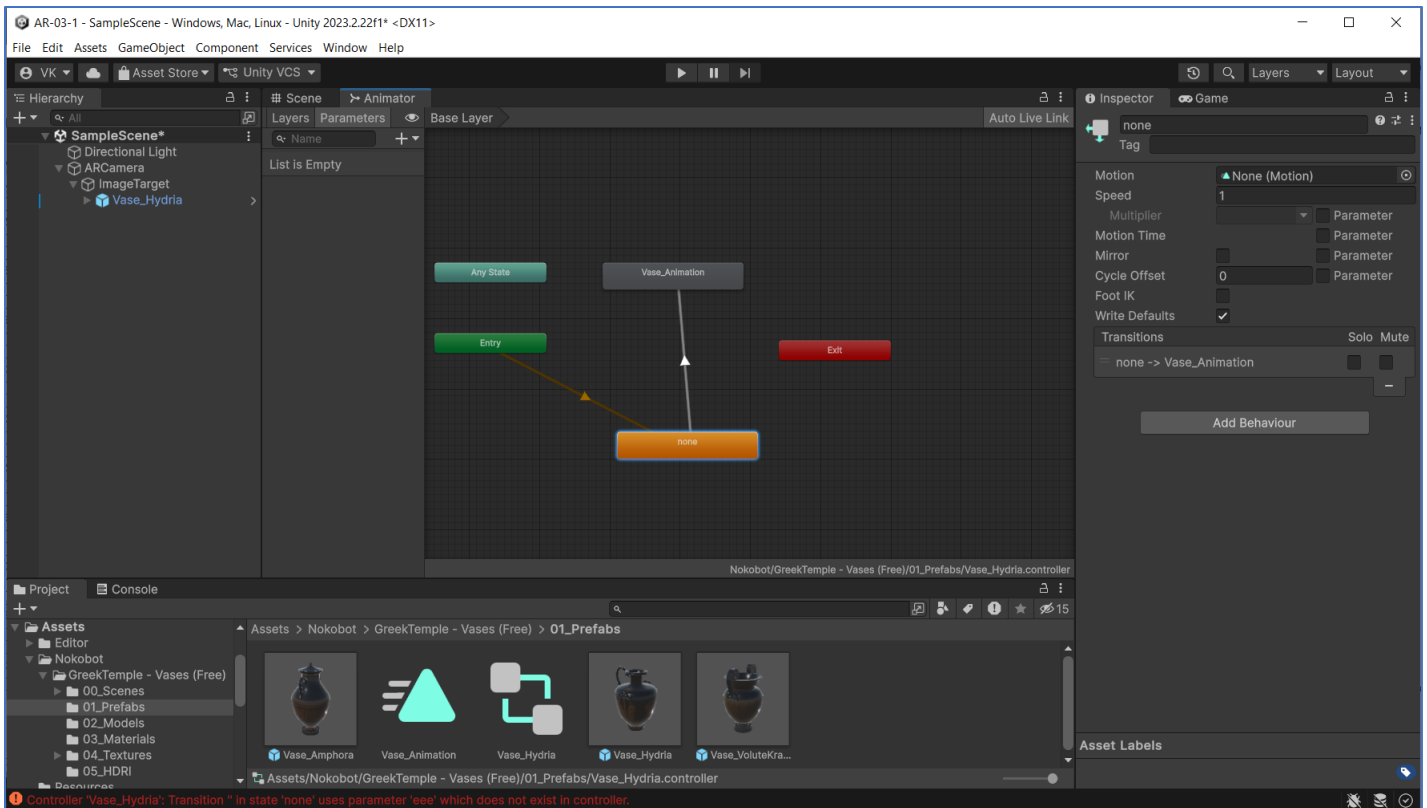 AR-03-1 - SampleScene - Windows, Mac, Linux - Unity 2023.2.22f1* <DX11>
File Edit Assets GameObject Component Services Window Help
VK Asset Store Unity VCS Layers Layout
Hierarchy
All
SampleScene*
Directional Light
ARCamera
ImageTarget
Vase_Hydria
Scene Animator
Layers Parameters Base Layer Auto Live Link
Name
List is Empty
Any State
Vase_Animation
Entry
Exit
none
Nokobot/GreekTemple - Vases (Free)/01_Prefabs/Vase_Hydria.controller
Inspector Game
none
Tag
Motion None (Motion)
Speed 1
Multiplier Parameter
Motion Time Parameter
Mirror Parameter
Cycle Offset 0 Parameter
Foot IK
Write Defaults
Transitions Solo Mute
none -> Vase_Animation
Add Behaviour
Asset Labels
Project Console
15
Assets
Editor
Nokobot
GreekTemple - Vases (Free)
00_Scenes
01_Prefabs
02_Models
03_Materials
04_Textures
05_HDRI
Resources
Assets > Nokobot > GreekTemple - Vases (Free) > 01_Prefabs
Vase_Amphora Vase_Animation Vase_Hydria Vase_Hydria Vase_VoluteKra...
Assets/Nokobot/GreekTemple - Vases (Free)/01_Prefabs/Vase_Hydria.controller
Controller 'Vase_Hydria': Transition '' in state 'none' uses parameter 'eee' which does not exist in controller.